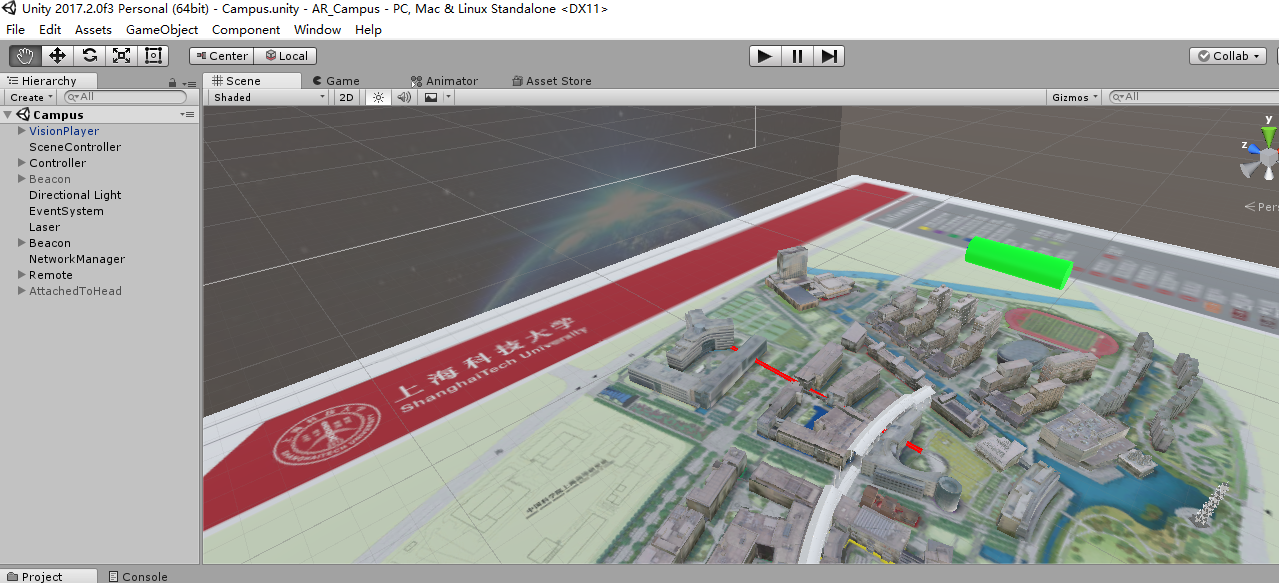 Unity 2017.2.0f3 Personal (64bit) - Campus.unity - AR_Campus - PC, Mac & Linux Standalone <DX11>
File Edit Assets GameObject Component Window Help
Center Local Collab
Hierarchy Scene Game Animator Asset Store
Create All Shaded 2D Gizmos All
Campus
VisionPlayer
SceneController
Controller
Beacon
Directional Light
EventSystem
Laser
Beacon
NetworkManager
Remote
AttachedToHead
y
z
Pers
上海科技大学
ShanghaiTech University
Project Console